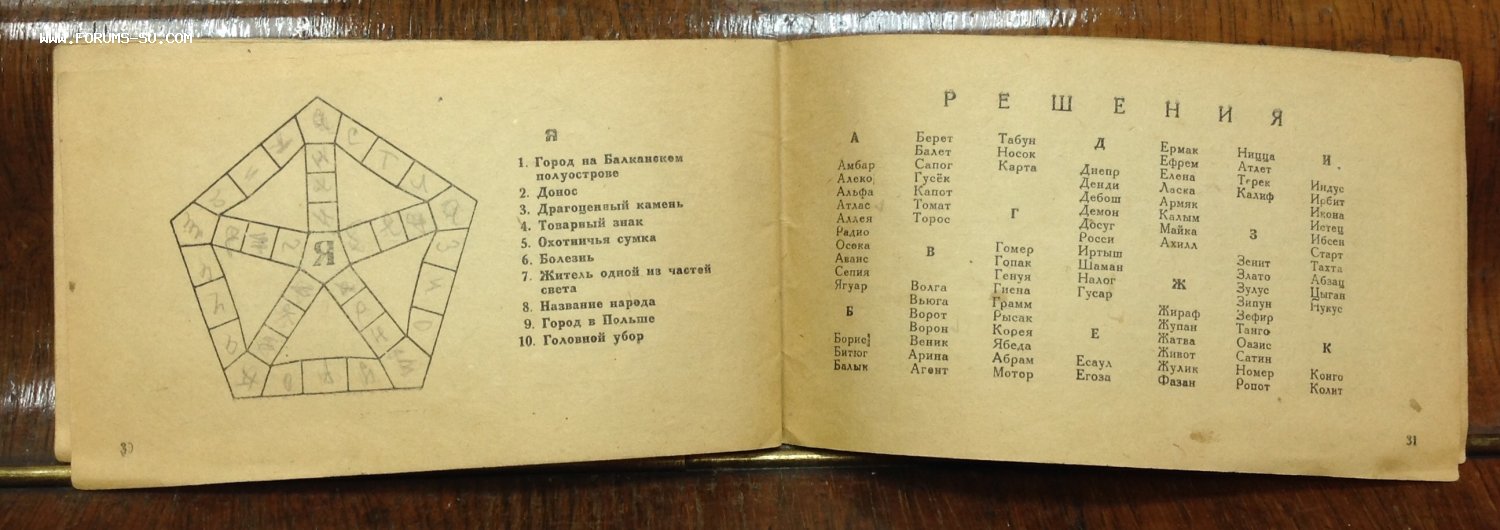 WWW.FORUMS-SU.COM
Я
Я
1. Город на Балканском
полуострове
2. Донос
3. Драгоценный камень
4. Товарный знак
5. Охотничья сумка
6. Болезнь
7. Житель одной из частей
света
8. Название народа
9. Город в Польше
10. Головной убор
30
РЕШЕНИЯ
А
Амбар
Алеко
Альфа
Атлас
Аллея
Радио
Осока
Аванс
Сепия
Ягуар
Б
Борис
Битюг
Балык
Берет
Балет
Сапог
Гусёк
Капот
Томат
Торос
В
Волга
Вьюга
Ворот
Ворон
Веник
Арина
Агент
Табун
Носок
Карта
Г
Гомер
Гопак
Генуя
Гиена
Грамм
Рысак
Корея
Ябеда
Абрам
Мотор
Д
Днепр
Денди
Дебош
Демон
Досуг
Росси
Иртыш
Шаман
Налог
Гусар
Е
Есаул
Егоза
Ермак
Ефрем
Елена
Ласка
Армяк
Калым
Майка
Ахилл
Ж
Жираф
Жупан
Жатва
Живот
Жулик
Фазан
Ницца
Атлет
Терек
Калиф
З
Зенит
Злато
Зулус
Зипун
Зефир
Танго
Оазис
Сатин
Номер
Ропот
И
Индус
Ирбит
Икона
Истец
Ибсен
Старт
Тахта
Абзац
Цыган
Нукус
К
Конго
Колит
31